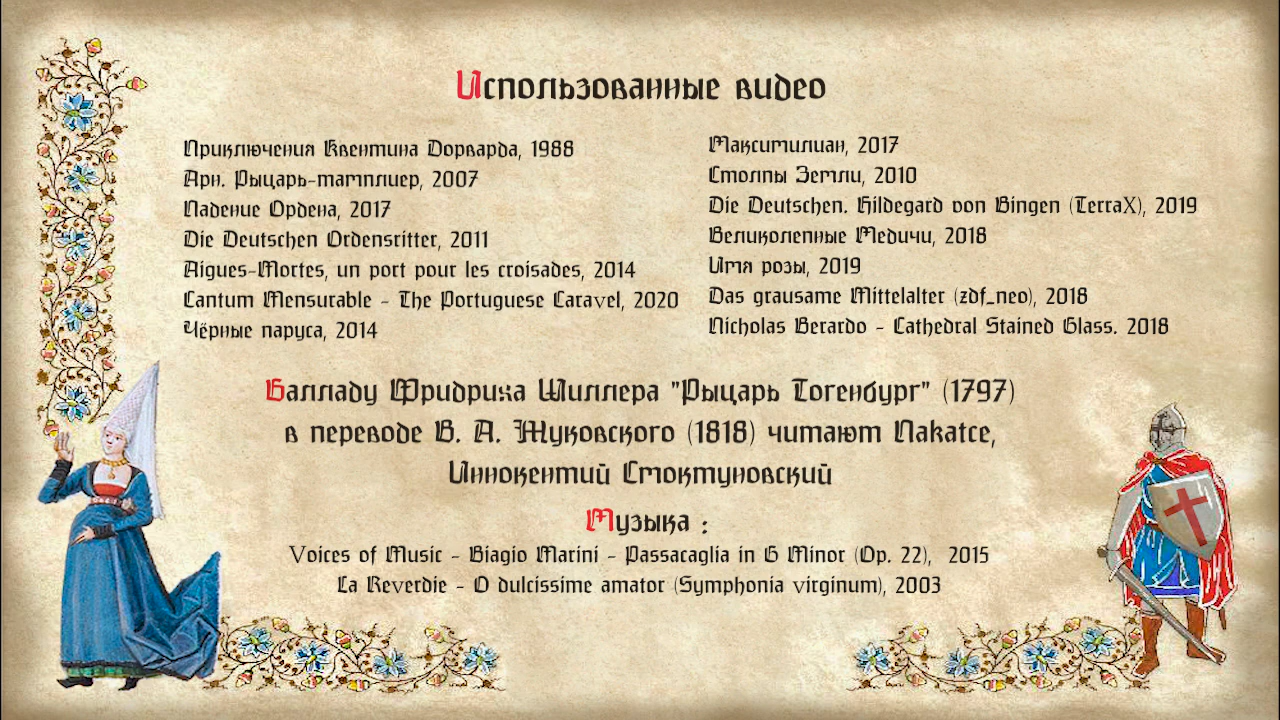 Использованные видео
Приключения Квентина Дорварда, 1988
Арн. Рыцарь-тамплиер, 2007
Падение Ордена, 2017
Die Deutschen Ordensritter, 2011
Aigues-Mortes, un port pour les croisades, 2014
Cantum Mensurable - The Portuguese Caravel, 2020
Чёрные паруса, 2014
Максимилиан, 2017
Столпы Земли, 2010
Die Deutschen. Hildegard von Bingen (TerraX), 2019
Великолепные Медичи, 2018
Имя розы, 2019
Das grausame Mittelalter (zdf_neo), 2018
Nicholas Berardo - Cathedral Stained Glass. 2018
Балладу Фридриха Шиллера "Рыцарь Тогенбург" (1797)
в переводе В. А. Жуковского (1818) читают Nakatce,
Иннокентий Смоктуновский
Музыка :
Voices of Music - Biagio Marini - Passacaglia in G Minor (Op. 22), 2015
La Reverdie - O dulcissime amator (Symphonia virginum), 2003